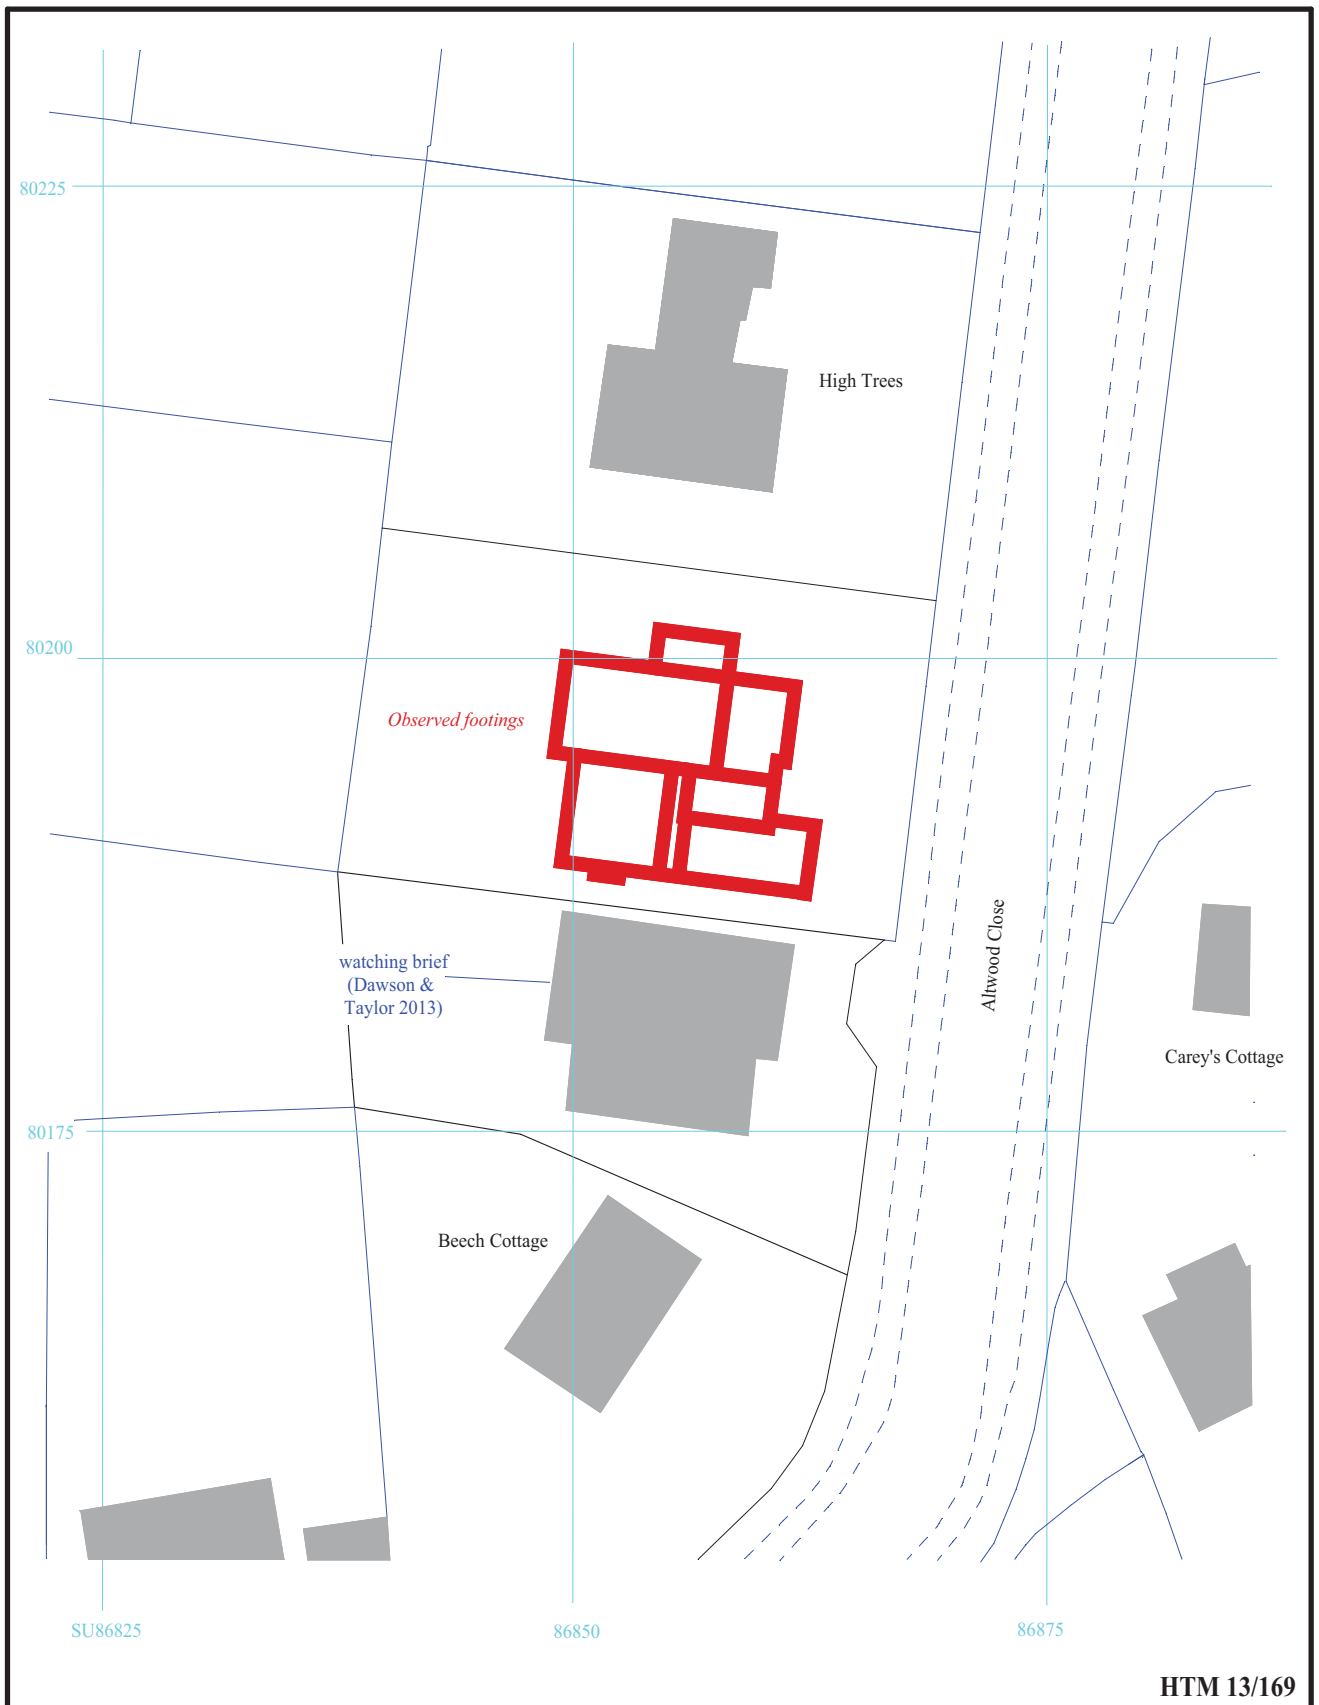 80225
High Trees
80200
Observed footings
Altwood Close
watching brief
(Dawson &
Taylor 2013)
Carey's Cottage
80175
Beech Cottage
SU86825
86850
86875
HTM 13/169